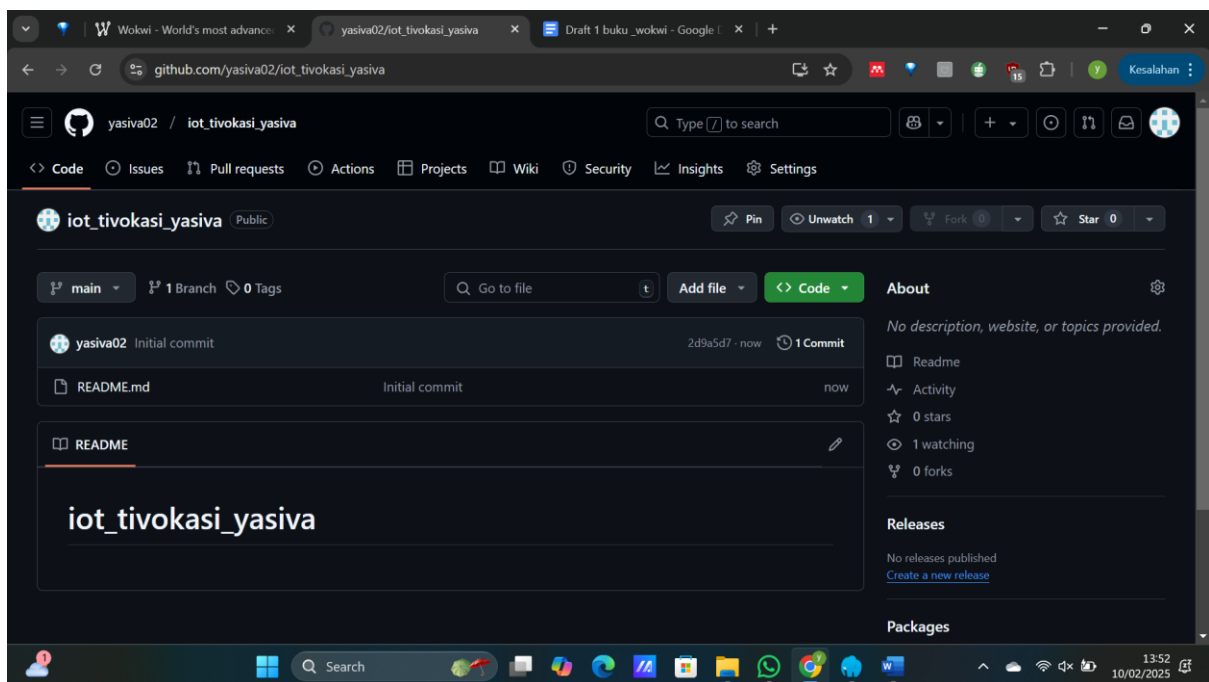 Wokwi - World's most advance
yasiva02/iot_tivokasi_yasiva
Draft 1 buku _wokwi - Google D
github.com/yasiva02/iot_tivokasi_yasiva
15
y
Kesalahan
yasiva02 / iot_tivokasi_yasiva
Type / to search
Code Issues Pull requests Actions Projects Wiki Security Insights Settings
iot_tivokasi_yasiva Public
Pin Unwatch 1 Fork 0 Star 0
main 1 Branch 0 Tags
Go to file t
Add file Code
yasiva02 Initial commit 2d9a5d7 · now 1 Commit
README.md Initial commit now
README
iot_tivokasi_yasiva
About
No description, website, or topics provided.
Readme
Activity
0 stars
1 watching
0 forks
Releases
No releases published
Create a new release
Packages
1
Search
13:52
10/02/2025